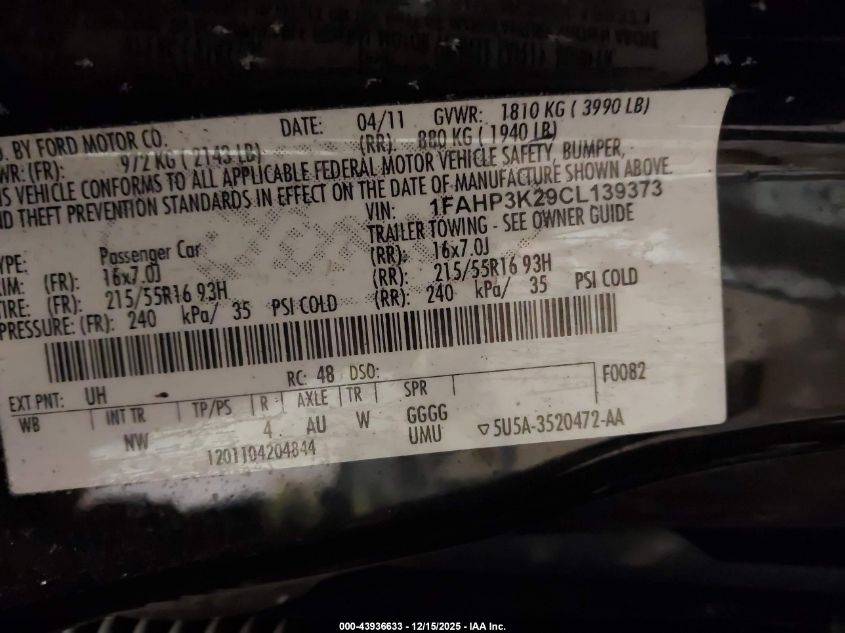 D. BY FORD MOTOR CO. DATE: 04/11 GVWR: 1810 KG ( 3990 LB)
WR:(FR): 972 KG ( 2143 LB) (RR): 880 KG ( 1940 LB)
IS VEHICLE CONFORMS TO ALL APPLICABLE FEDERAL MOTOR VEHICLE SAFETY, BUMPER,
ND THEFT PREVENTION STANDARDS IN EFFECT ON THE DATE OF MANUFACTURE SHOWN ABOVE.
VIN: 1FAHP3K29CL139373
TRAILER TOWING - SEE OWNER GUIDE
YPE: Passenger Car
IM: (FR): 16x7.0J (RR): 16x7.0J
TIRE: (FR): 215/55R16 93H (RR): 215/55R16 93H
PRESSURE: (FR): 240 kPa/ 35 PSI COLD (RR): 240 kPa/ 35 PSI COLD
EXT PNT: UH RC: 48 DSO: F0082
WB INT TR TP/PS R AXLE TR SPR
NW 4 AU W GGGG
UMU
1201104204844 ▽5U5A-3520472-AA
000-43936633 - 12/15/2025 - IAA Inc.